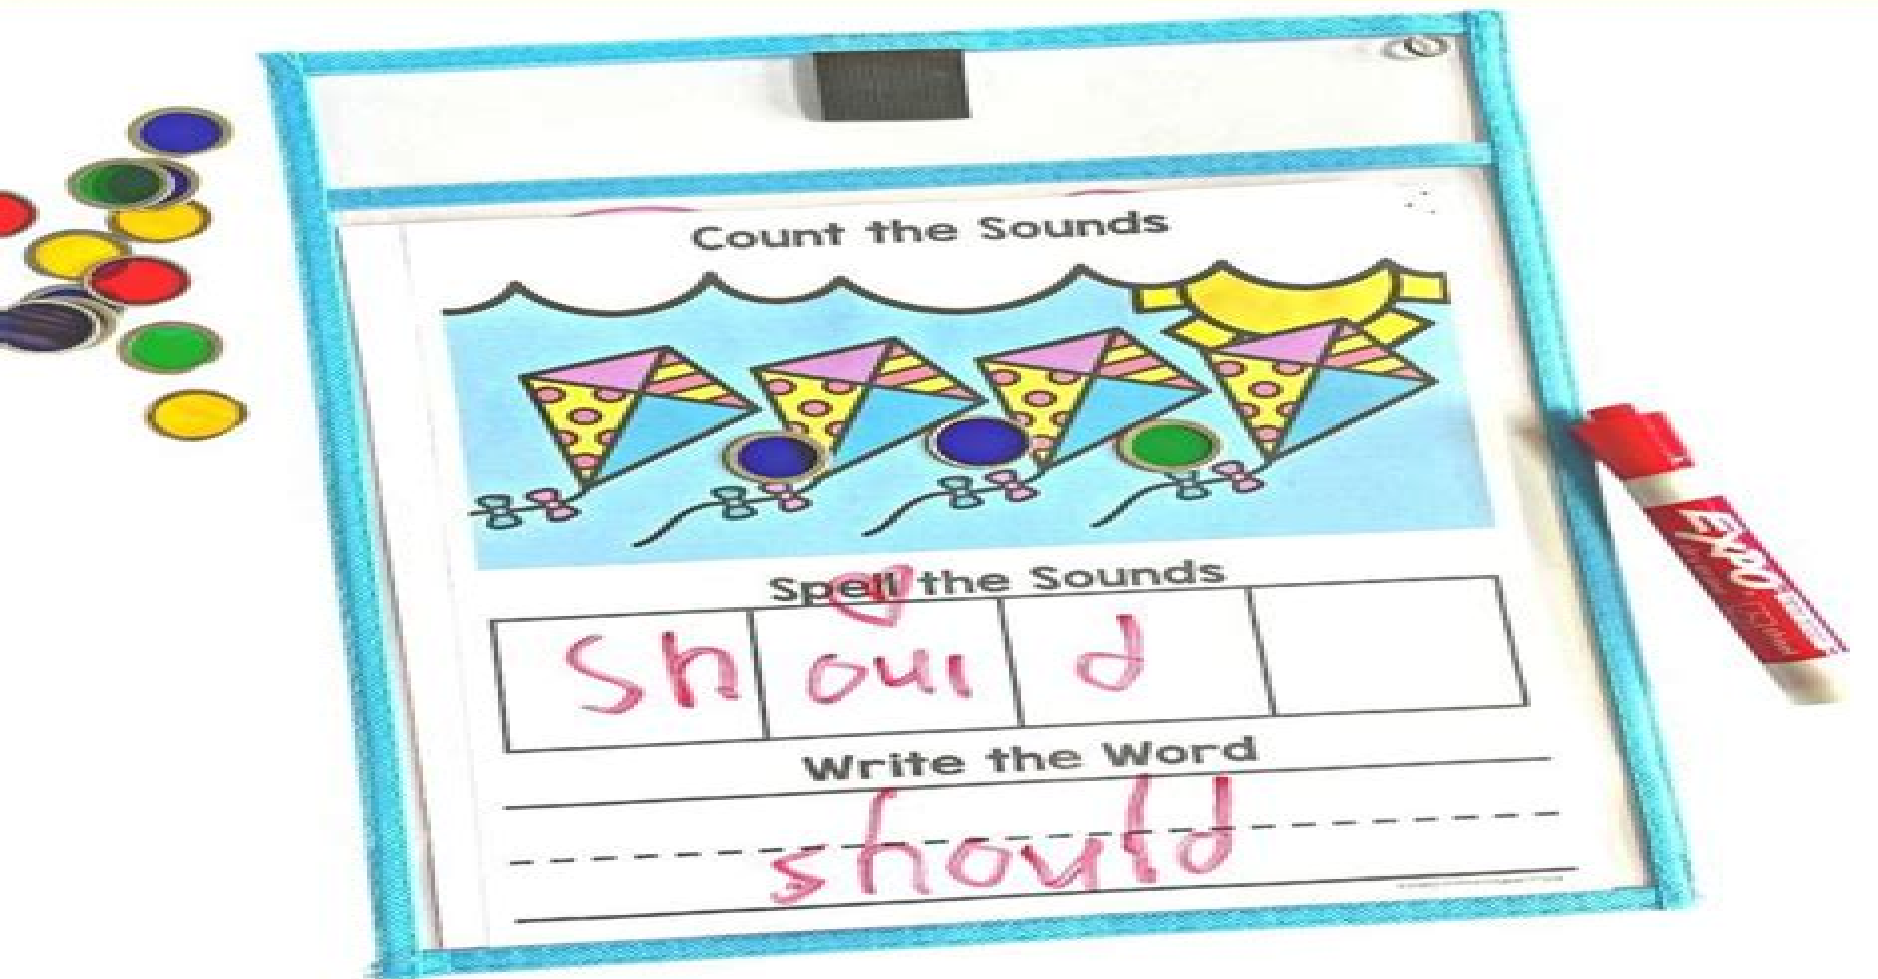 Count the Sounds
Spell the Sounds
sh oul d
Write the Word
should
EXPO